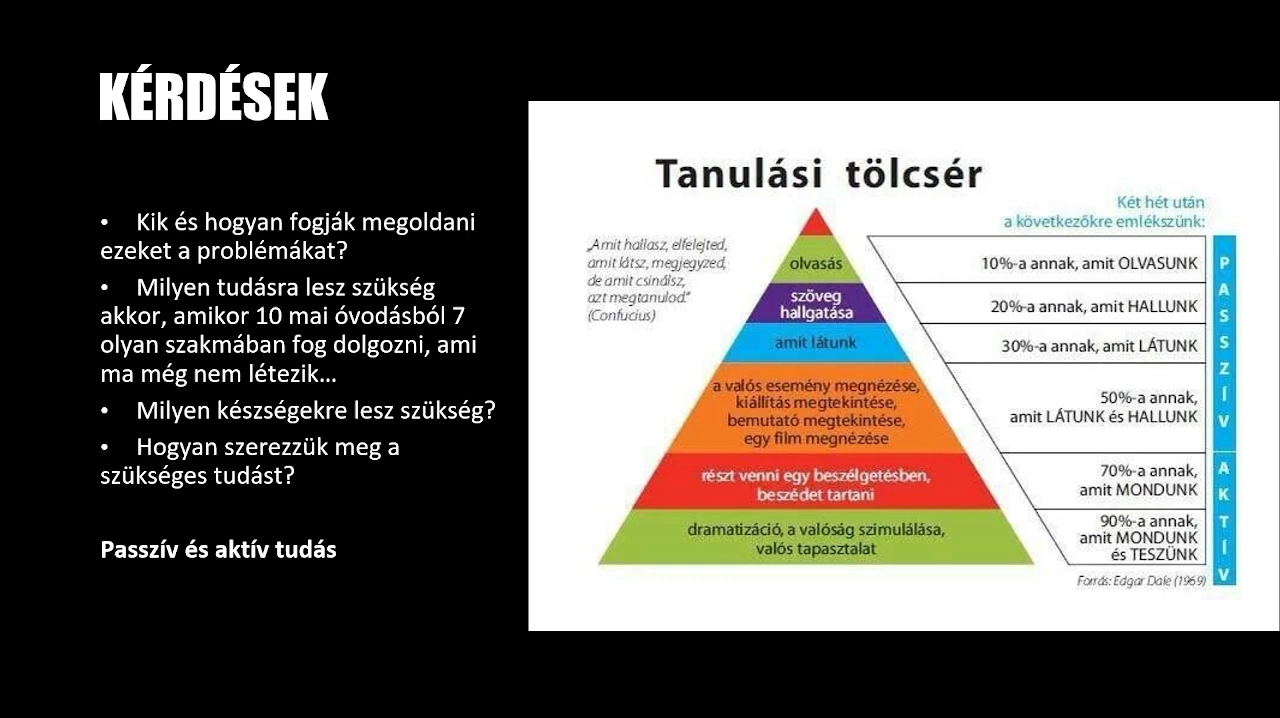 KÉRDÉSEK
• Kik és hogyan fogják megoldani
ezeket a problémákat?
• Milyen tudásra lesz szükség
akkor, amikor 10 mai óvodásból 7
olyan szakmában fog dolgozni, ami
ma még nem létezik...
• Milyen készségekre lesz szükség?
• Hogyan szerezzük meg a
szükséges tudást?
Passzív és aktív tudás
Tanulási tölcsér
„Amit hallasz, elfelejted,
amit látsz, megjegyzed,
de amit csinálsz,
azt megtanulod."
(Confucius)
olvasás
szöveg
hallgatása
amit látunk
a valós esemény megnézése,
kiállítás megtekintése,
bemutató megtekintése,
egy film megnézése
részt venni egy beszélgetésben,
beszédet tartani
dramatizáció, a valóság szimulálása,
valós tapasztalat
Két hét után
a következőkre emlékszünk:
10%-a annak, amit OLVASUNK
20%-a annak, amit HALLUNK
30%-a annak, amit LÁTUNK
50%-a annak,
amit LÁTUNK és HALLUNK
70%-a annak,
amit MONDUNK
90%-a annak,
amit MONDUNK
és TESZÜNK
PASSZÍV
AKTÍV
Forrás: Edgar Dale (1969)